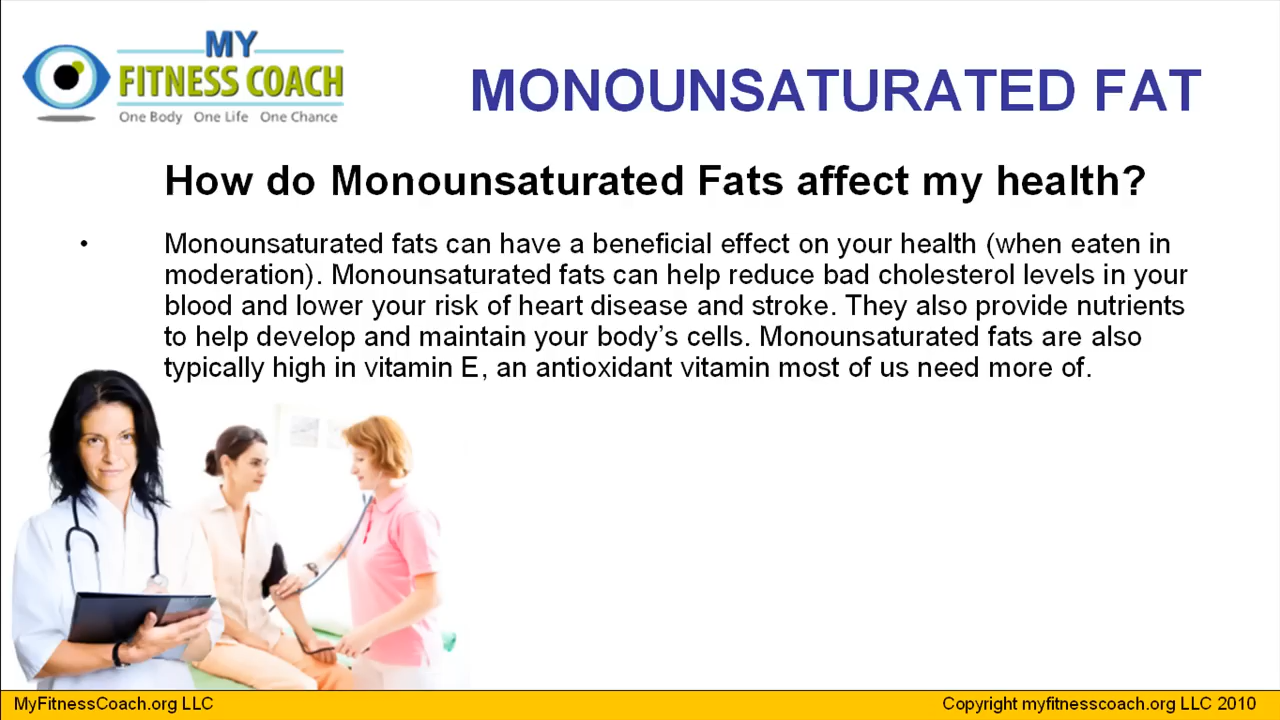 MY
FITNESS COACH
One Body One Life One Chance
MONOUNSATURATED FAT
How do Monounsaturated Fats affect my health?
• Monounsaturated fats can have a beneficial effect on your health (when eaten in
moderation). Monounsaturated fats can help reduce bad cholesterol levels in your
blood and lower your risk of heart disease and stroke. They also provide nutrients
to help develop and maintain your body’s cells. Monounsaturated fats are also
typically high in vitamin E, an antioxidant vitamin most of us need more of.
MyFitnessCoach.org LLC
Copyright myfitnesscoach.org LLC 2010